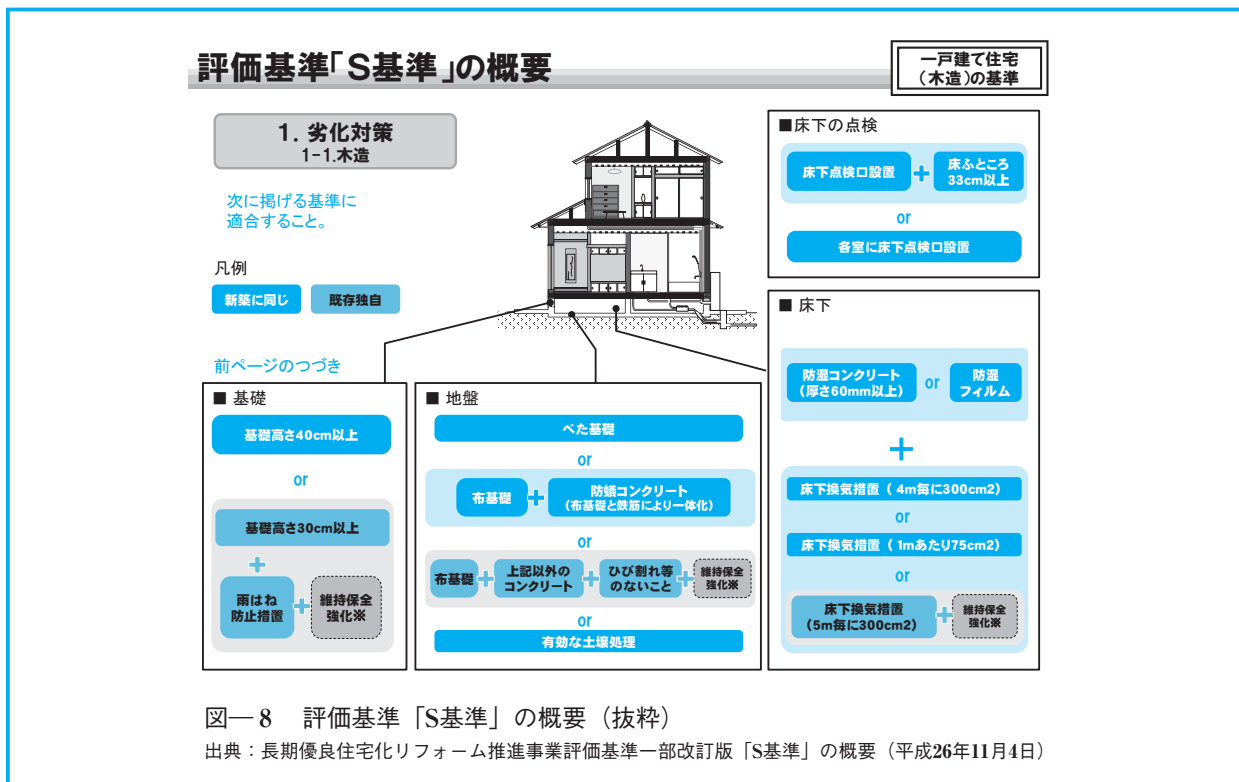 評価基準「S基準」の概要
一戸建て住宅
(木造)の基準
1. 劣化対策
1-1.木造
次に掲げる基準に
適合すること。
凡例
新築に同じ
既存独自
前ページのつづき
■ 基礎
基礎高さ40cm以上
or
基礎高さ30cm以上
+
雨はね
防止措置
+
維持保全
強化※
■ 地盤
べた基礎
or
布基礎
+
防蟻コンクリート
(布基礎と鉄筋により一体化)
or
布基礎
+
上記以外の
コンクリート
+
ひび割れ等
のないこと
+
維持保全
強化※
or
有効な土壌処理
■床下の点検
床下点検口設置
+
床ふところ
33cm以上
or
各室に床下点検口設置
■ 床下
防湿コンクリート
(厚さ60mm以上)
or
防湿
フィルム
+
床下換気措置( 4m毎に300cm2)
or
床下換気措置( 1mあたり75cm2)
or
床下換気措置
(5m毎に300cm2)
+
維持保全
強化※
図―8 評価基準「S基準」の概要(抜粋)
出典:長期優良住宅化リフォーム推進事業評価基準一部改訂版「S基準」の概要(平成26年11月4日)